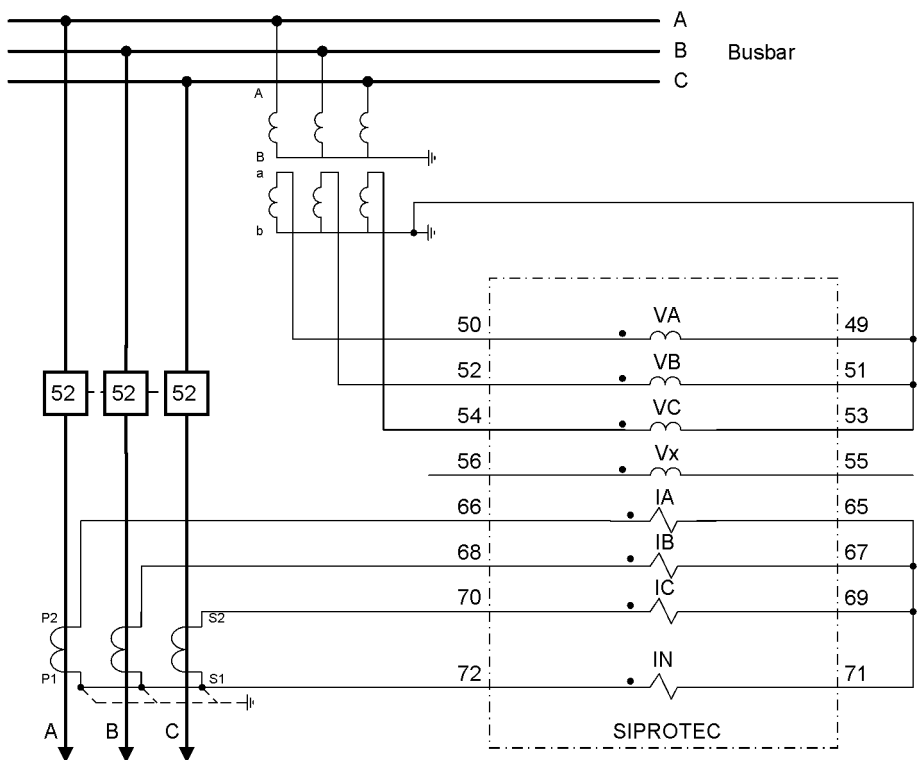 A
B Busbar
C
A
B
a
b
VA
50 49
VB
52 51
52 52 52
VC
54 53
Vx
56 55
IA
66 65
IB
68 67
IC
70 69
P2 S2
IN
P1 S1 72 71
A B C SIPROTEC